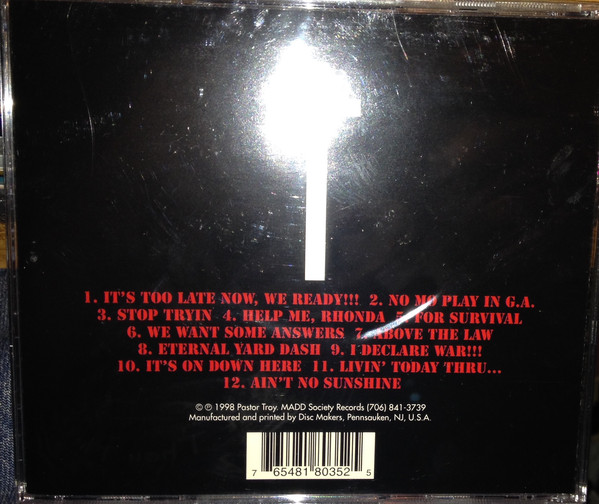 1. IT'S TOO LATE NOW, WE READY!!! 2. NO MO PLAY IN G.A.
3. STOP TRYIN 4. HELP ME, RHONDA 5. FOR SURVIVAL
6. WE WANT SOME ANSWERS 7. ABOVE THE LAW
8. ETERNAL YARD DASH 9. I DECLARE WAR!!!
10. IT'S ON DOWN HERE 11. LIVIN' TODAY THRU...
12. AIN'T NO SUNSHINE
© ℗ 1998 Pastor Troy. MADD Society Records (706) 841-3739
Manufactured and printed by Disc Makers, Pennsauken, NJ, U.S.A.
7 65481 80352 5